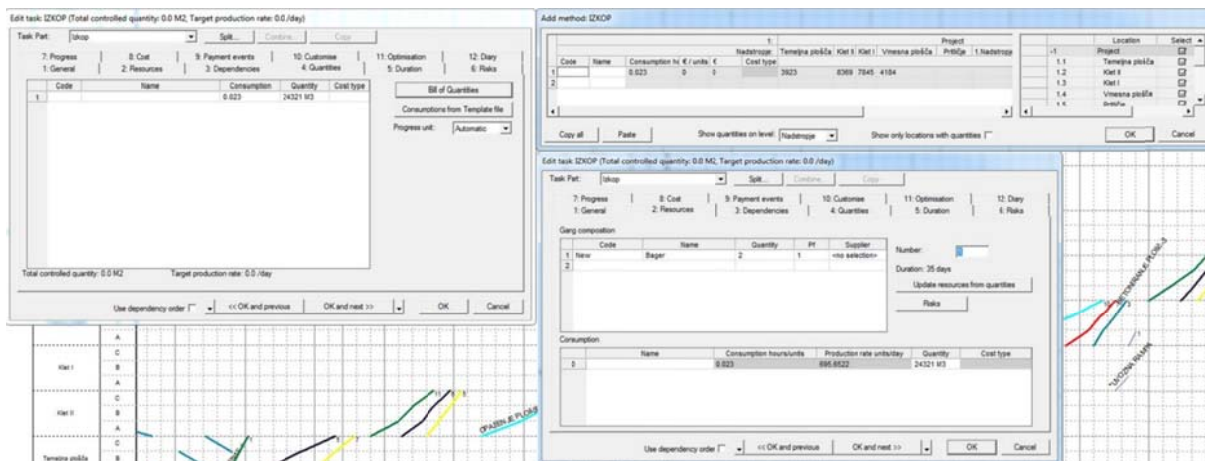 Edit task: IZKOP (Total controlled quantity: 0.0 M2, Target production rate: 0.0 /day)
Task Part: Izkop Split... Combine... Copy
7: Progress 8: Cost 9: Payment events 10: Customise 11: Optimisation 12: Diary
1: General 2: Resources 3: Dependencies 4: Quantities 5: Duration 6: Risks
Code Name Consumption Quantity Cost type
1 0.023 24321 M3
Bill of Quantities
Consumptions from Template file
Progress unit: Automatic
Total controlled quantity: 0.0 M2 Target production rate: 0.0 /day
Use dependency order << OK and previous OK and next >> OK Cancel
Add method: IZKOP
1: Project
Nadstropje: Temeljna plošča Klet II Klet I Vmesna plošča Pritličje 1.Nadstropj
Code Name Consumption h €/ units € Cost type
1 0.023 0 0 3923 8369 7845 4184
2
Location Select
-1 Project
1.1 Temeljna plošča
1.2 Klet II
1.3 Klet I
1.4 Vmesna plošče
1.5 Pritličje
Copy all Paste Show quantities on level: Nadstropje Show only locations with quantities OK Cancel
Edit task: IZKOP (Total controlled quantity: 0.0 M2, Target production rate: 0.0 /day)
Task Part: Izkop Split... Combine... Copy
7: Progress 8: Cost 9: Payment events 10: Customise 11: Optimisation 12: Diary
1: General 2: Resources 3: Dependencies 4: Quantities 5: Duration 6: Risks
Gang composition
Code Name Quantity Pf Supplier
1 New Bager 2 1 <no selection>
2
Number:
Duration: 35 days
Update resources from quantities
Risks
Consumption
Name Consumption hours/units Production rate units/day Quantity Cost type
0 0.023 695.6522 24321 M3
Use dependency order << OK and previous OK and next >> OK Cancel
A
C
Klet I B
A
C
Klet II B
A
C
Temeljna plošča B
OPAŽENJE PLOŠČ
BETONIRANJE PLOŠČ-3
UVOZNA RAMPA